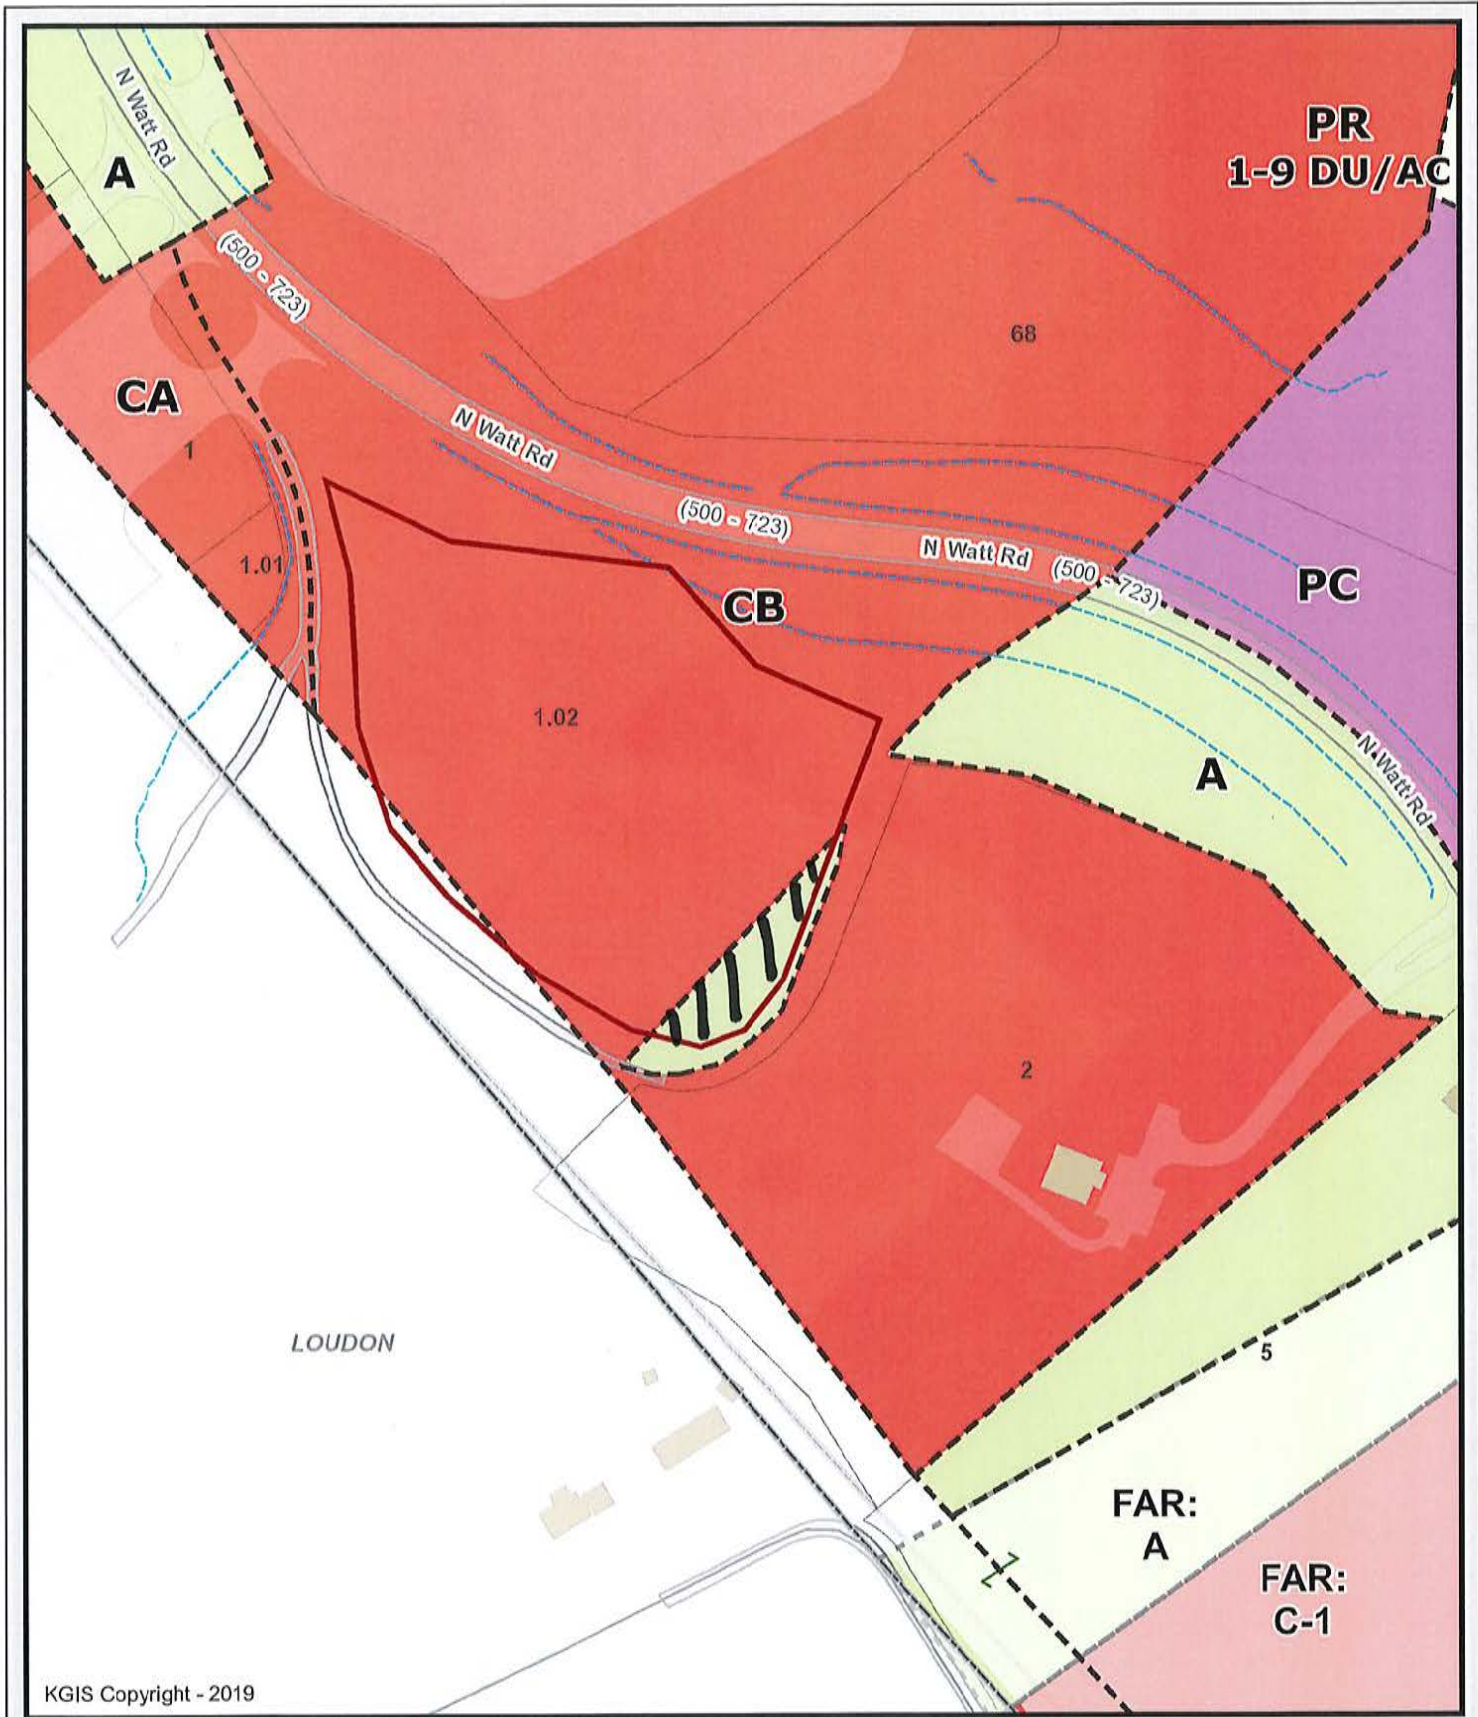 N Watt Rd
PR
1-9 DU/AC
A
(500 - 723)
68
CA
1
N Watt Rd
(500 - 723)
N Watt Rd
(500 - 723)
1.01
PC
CB
1.02
A
N Watt Rd
2
LOUDON
5
FAR:
A
FAR:
C-1
KGIS Copyright - 2019